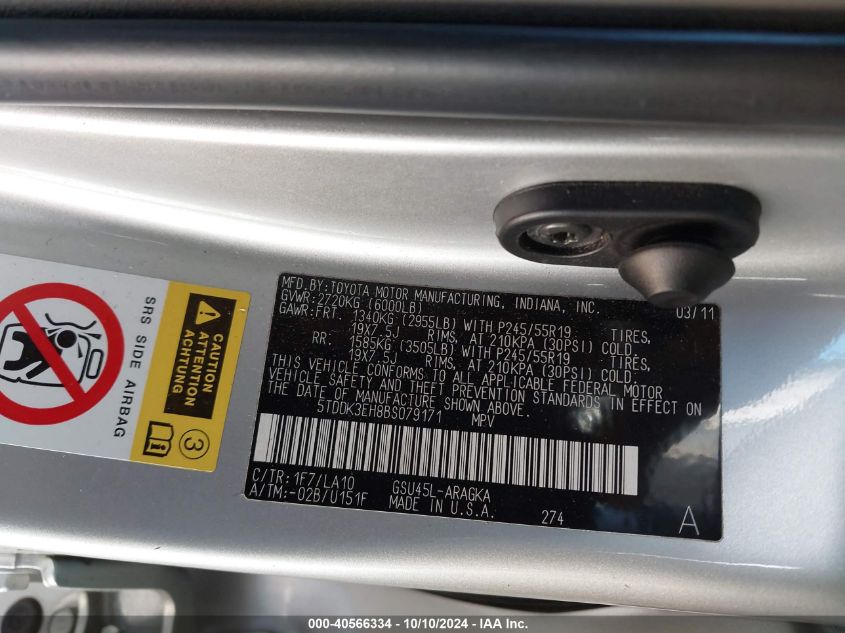 MFD.BY:TOYOTA MOTOR MANUFACTURING, INDIANA, INC.
GVWR:2720KG (6000LB) 03/11
GAWR:FRT 1340KG (2955LB) WITH P245/55R19 TIRES,
19X7.5J RIMS, AT 210KPA (30PSI) COLD
RR: 1585KG (3505LB) WITH P245/55R19 TIRES,
19X7.5J RIMS, AT 210KPA (30PSI) COLD
THIS VEHICLE CONFORMS TO ALL APPLICABLE FEDERAL MOTOR
VEHICLE SAFETY AND THEFT PREVENTION STANDARDS IN EFFECT ON
THE DATE OF MANUFACTURE SHOWN ABOVE.
5TDDK3EH8BS079171 MPV
C/TR:1F7/LA10 GSU45L-ARAGKA
A/TM:-02B/U151F MADE IN U.S.A. 274 A
SRS SIDE AIRBAG
CAUTION
ATTENTION
ACHTUNG
3
000-40566334 - 10/10/2024 - IAA Inc.